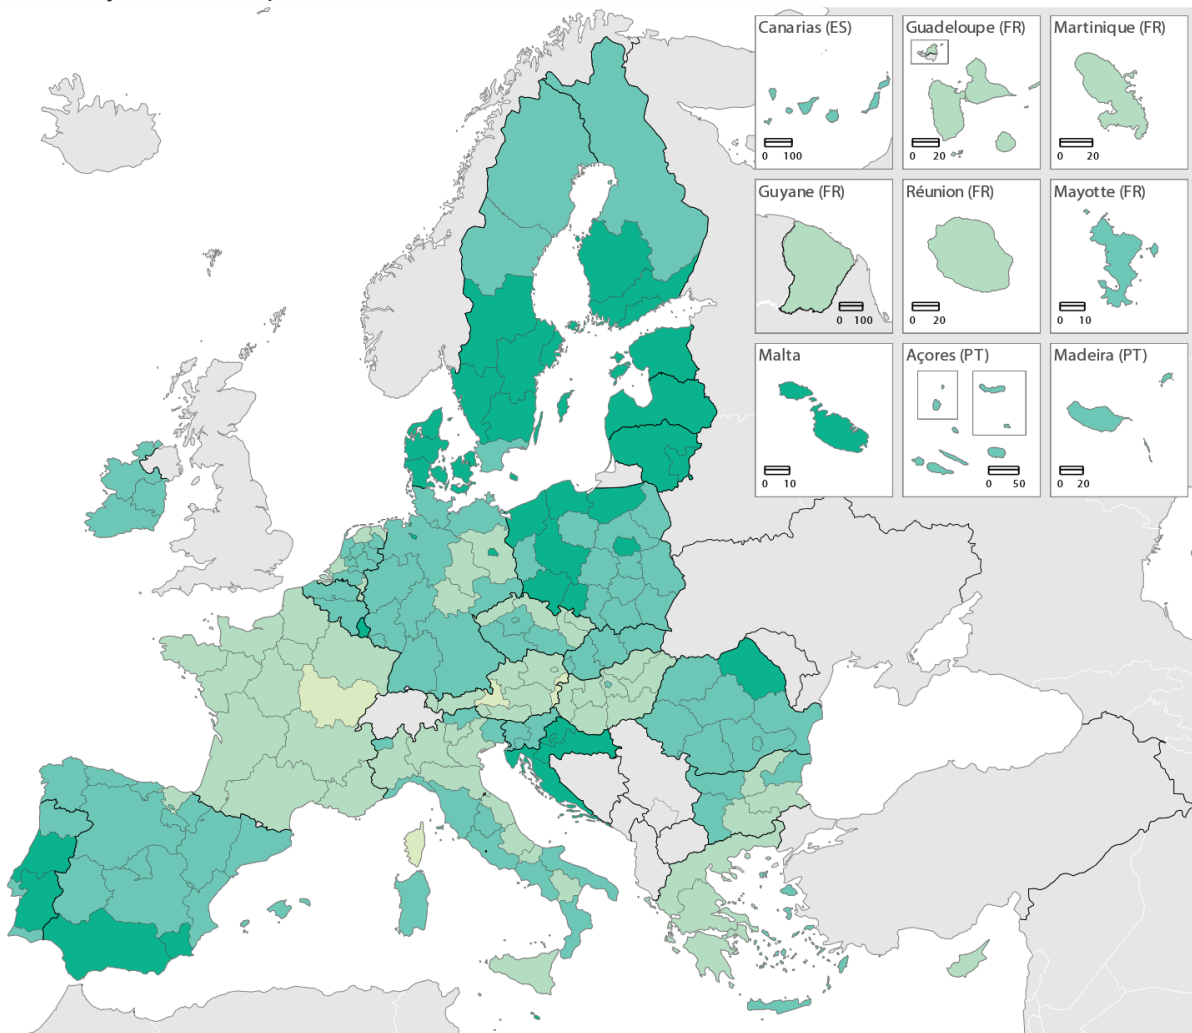 Canarias (ES)
0 100
Guadeloupe (FR)
0 20
Martinique (FR)
0 20
Guyane (FR)
0 100
Réunion (FR)
0 20
Mayotte (FR)
0 10
Malta
0 10
Açores (PT)
0 50
Madeira (PT)
0 20